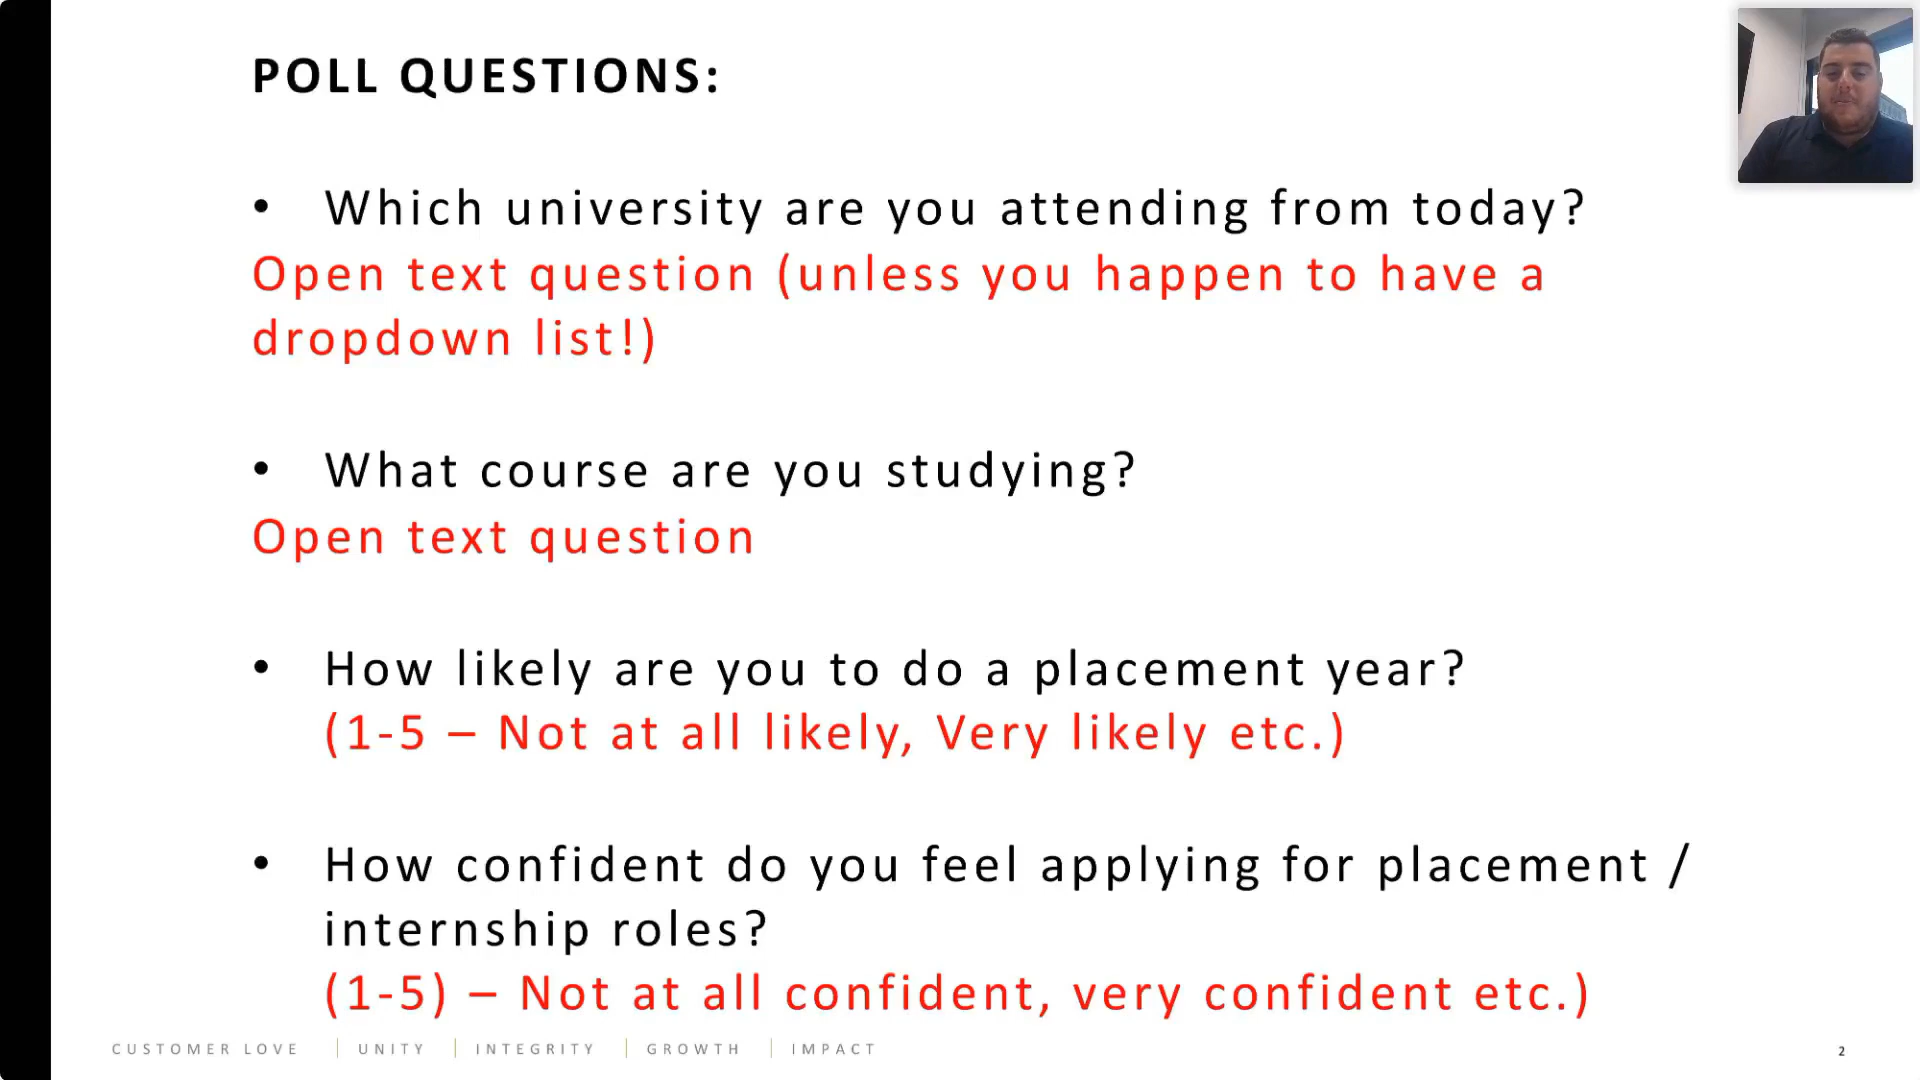 POLL QUESTIONS:
• Which university are you attending from today?
Open text question (unless you happen to have a
dropdown list!)
• What course are you studying?
Open text question
• How likely are you to do a placement year?
(1-5 – Not at all likely, Very likely etc.)
• How confident do you feel applying for placement /
internship roles?
(1-5) – Not at all confident, very confident etc.)
CUSTOMER LOVE | UNITY | INTEGRITY | GROWTH | IMPACT
2